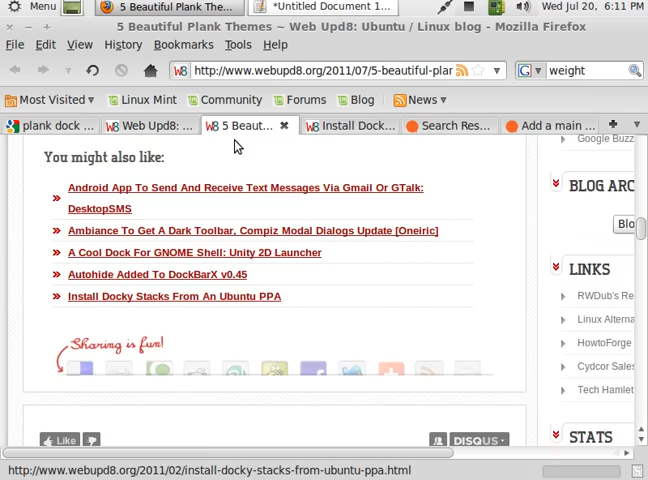 Menu 5 Beautiful Plank The... *Untitled Document 1... Wed Jul 20, 6:11 PM
5 Beautiful Plank Themes ~ Web Upd8: Ubuntu / Linux blog - Mozilla Firefox
File Edit View History Bookmarks Tools Help
W8 http://www.webupd8.org/2011/07/5-beautiful-plar G weight
Most Visited Linux Mint Community Forums Blog News
plank dock ... W8 Web Upd8: ... W8 5 Beaut... W8 Install Dock... Search Res... Add a main ...
Google Buzz
You might also like:
Android App To Send And Receive Text Messages Via Gmail Or GTalk:
DesktopSMS
Ambiance To Get A Dark Toolbar, Compiz Modal Dialogs Update [Oneiric]
A Cool Dock For GNOME Shell: Unity 2D Launcher
Autohide Added To DockBarX v0.45
Install Docky Stacks From An Ubuntu PPA
Sharing is fun!
BLOG ARC
Blo
LINKS
RWDub's Re
Linux Alterna
HowtoForge
Cydcor Sales
Tech Hamlet
STATS
Like DISQUS
http://www.webupd8.org/2011/02/install-docky-stacks-from-ubuntu-ppa.html